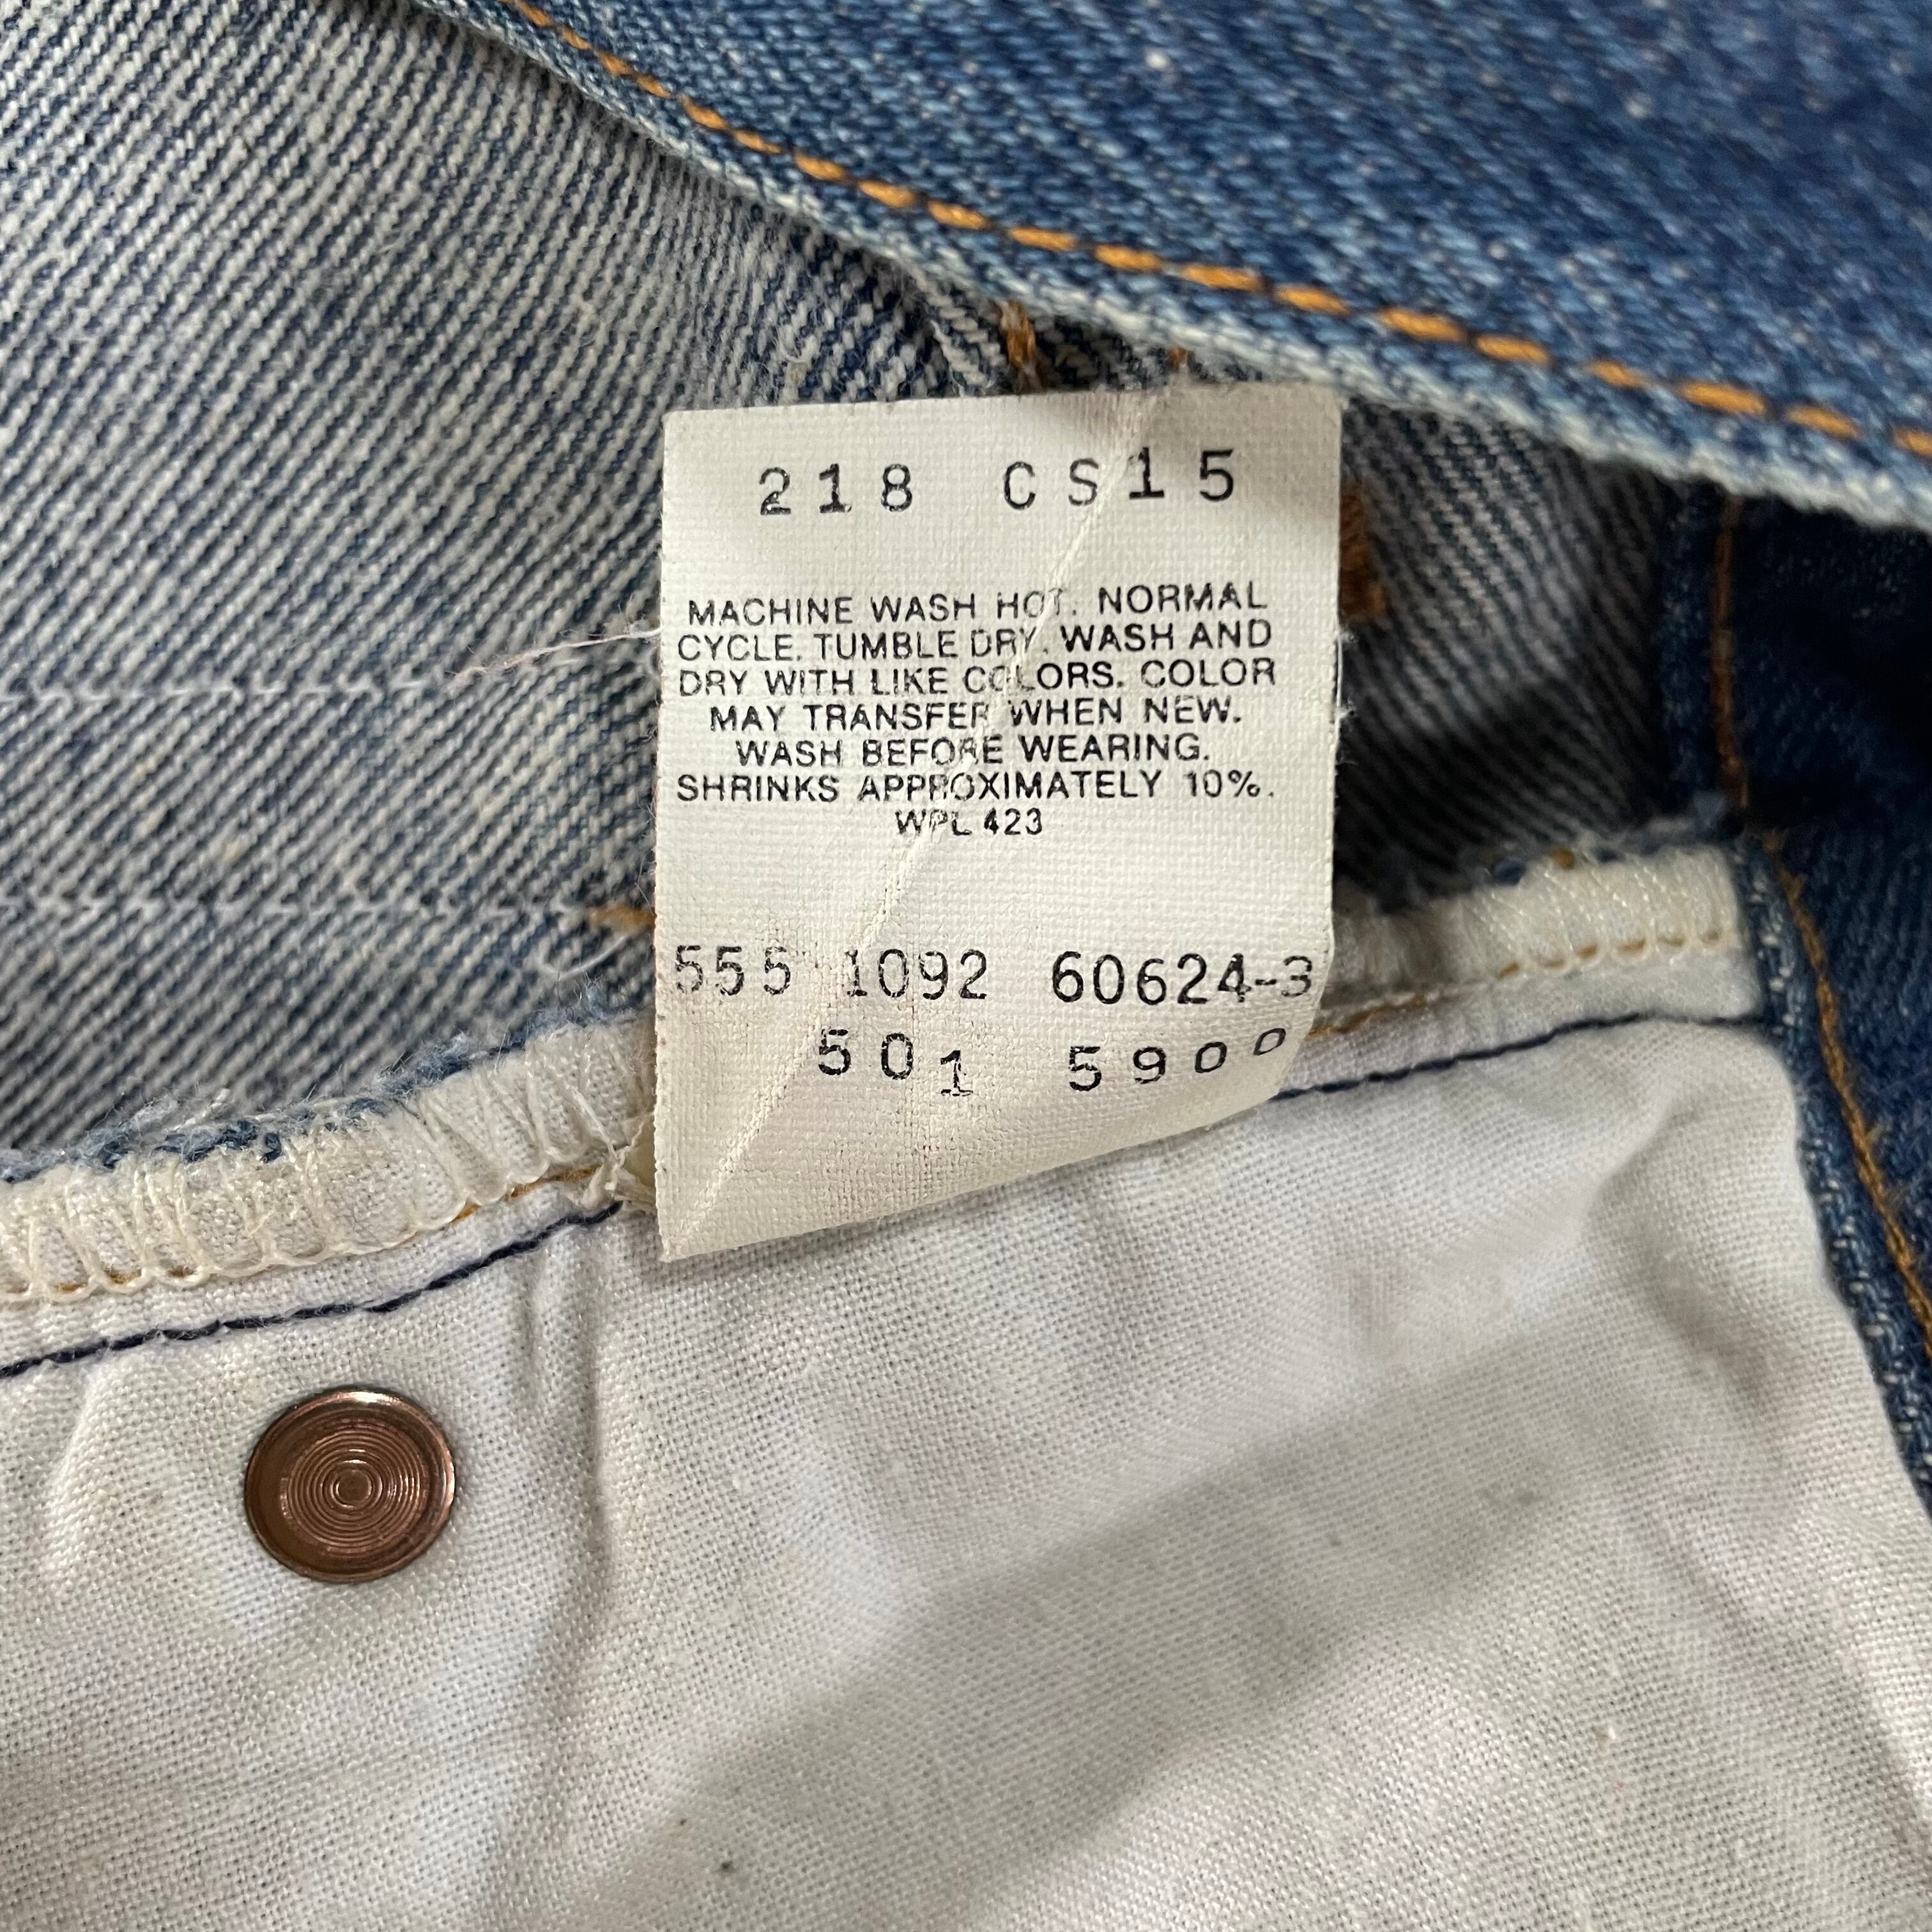 218 CS15
MACHINE WASH HOT. NORMAL
CYCLE. TUMBLE DRY. WASH AND
DRY WITH LIKE COLORS. COLOR
MAY TRANSFER WHEN NEW.
WASH BEFORE WEARING.
SHRINKS APPROXIMATELY 10%.
WPL 423
555 1092 60624-3
501 5900